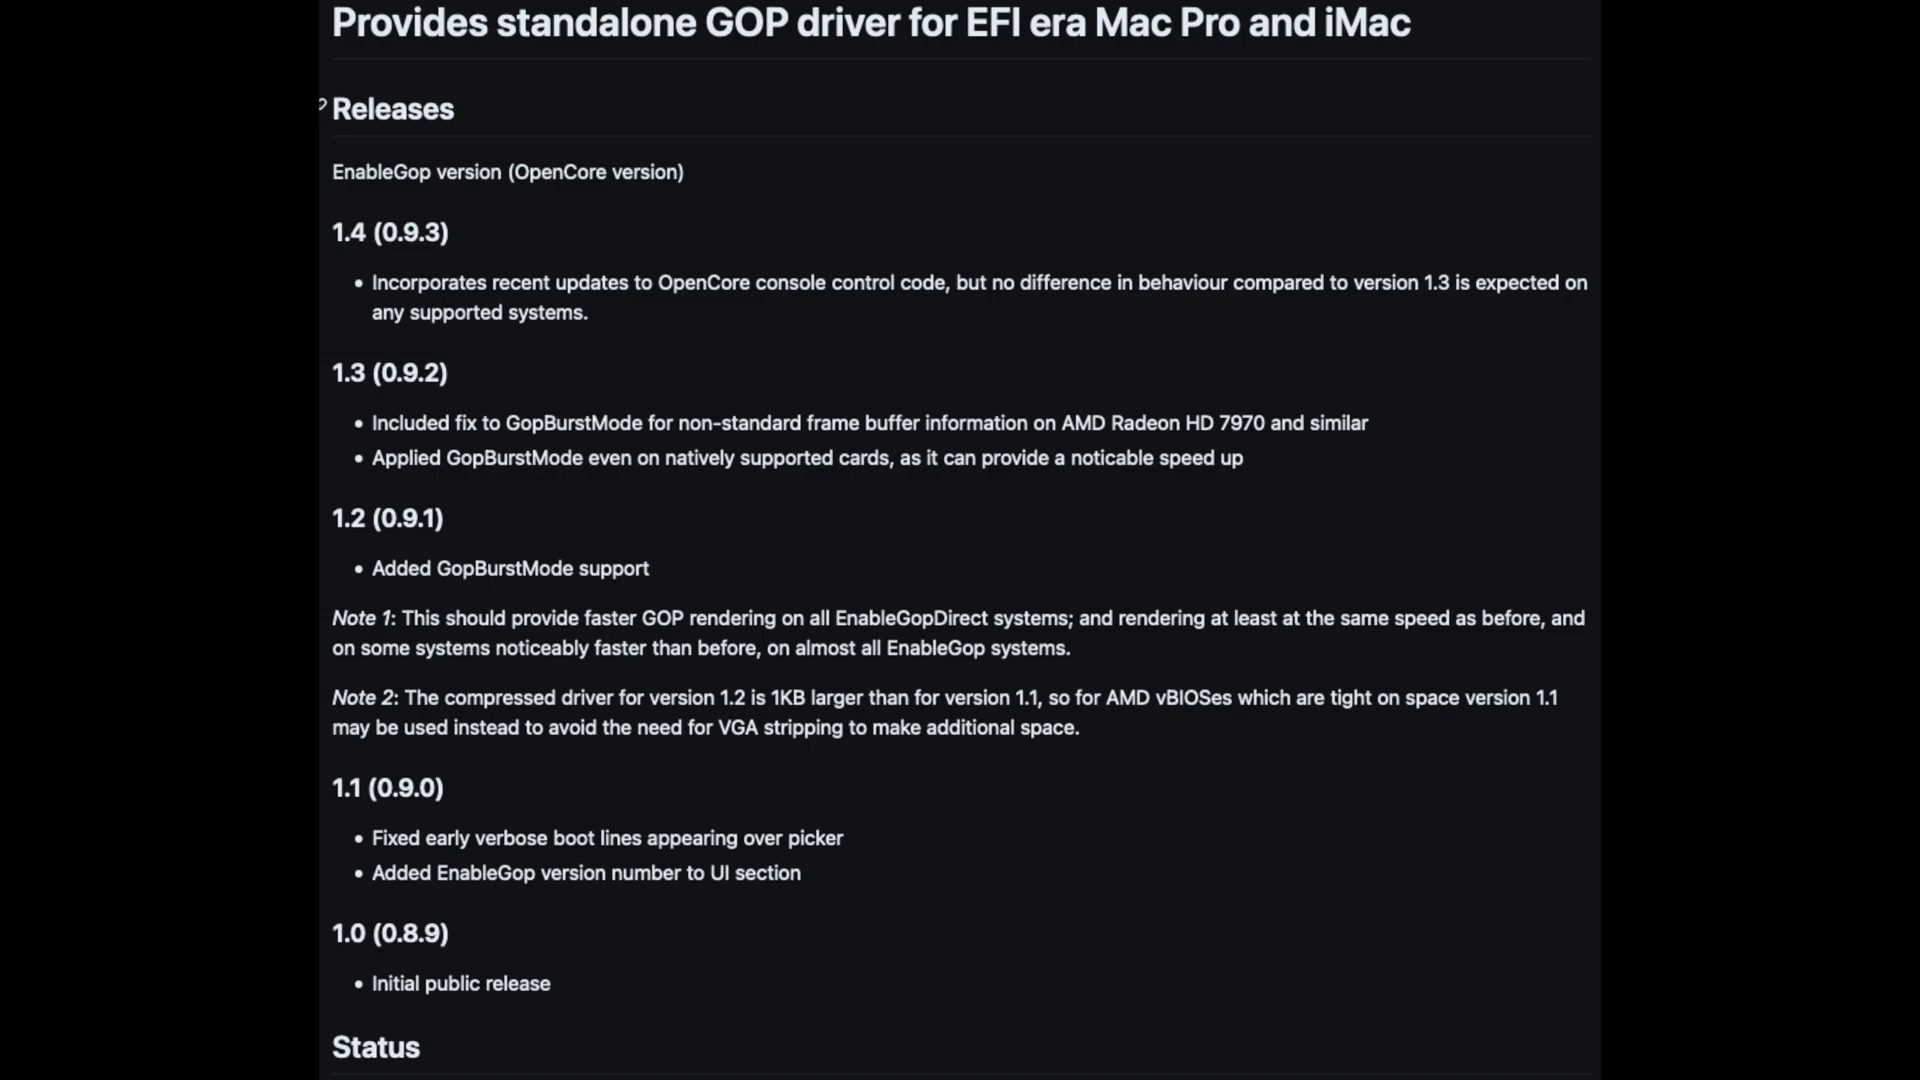 Provides standalone GOP driver for EFI era Mac Pro and iMac
Releases
EnableGop version (OpenCore version)
1.4 (0.9.3)
• Incorporates recent updates to OpenCore console control code, but no difference in behaviour compared to version 1.3 is expected on
any supported systems.
1.3 (0.9.2)
• Included fix to GopBurstMode for non-standard frame buffer information on AMD Radeon HD 7970 and similar
• Applied GopBurstMode even on natively supported cards, as it can provide a noticable speed up
1.2 (0.9.1)
• Added GopBurstMode support
Note 1: This should provide faster GOP rendering on all EnableGopDirect systems; and rendering at least at the same speed as before, and
on some systems noticeably faster than before, on almost all EnableGop systems.
Note 2: The compressed driver for version 1.2 is 1KB larger than for version 1.1, so for AMD vBIOSes which are tight on space version 1.1
may be used instead to avoid the need for VGA stripping to make additional space.
1.1 (0.9.0)
• Fixed early verbose boot lines appearing over picker
• Added EnableGop version number to UI section
1.0 (0.8.9)
• Initial public release
Status